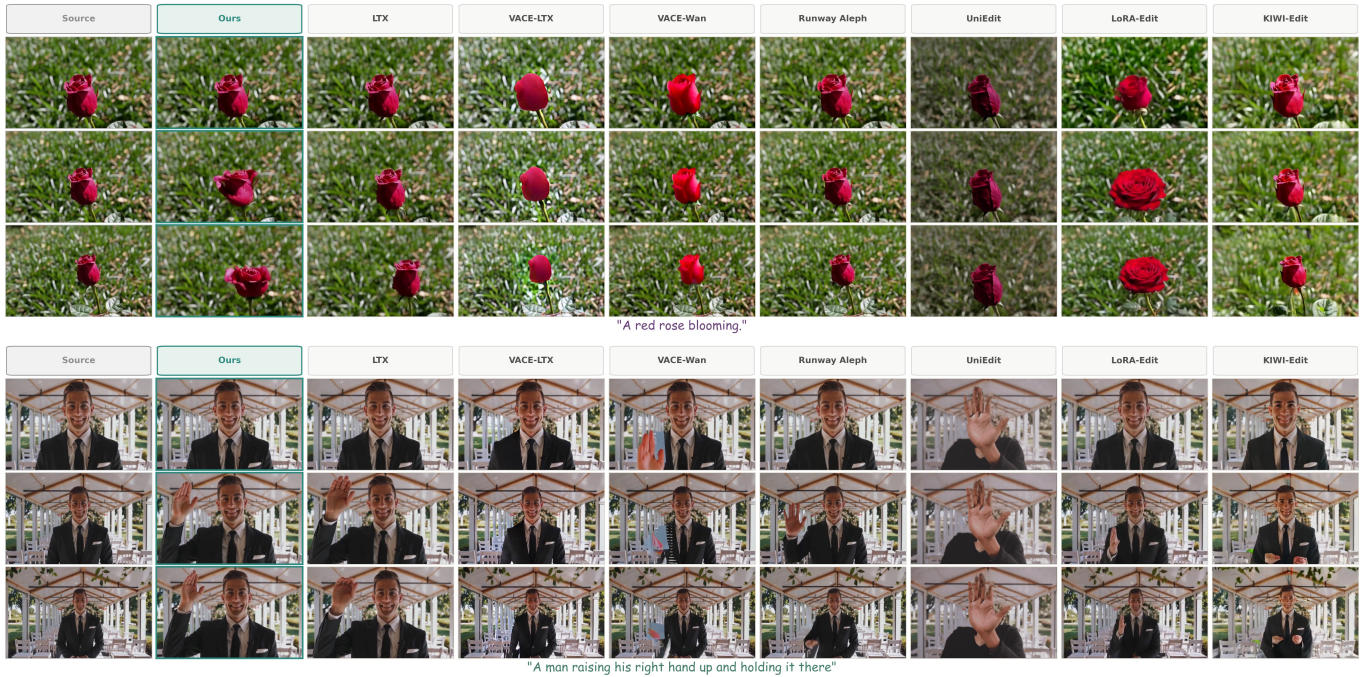 Source Ours LTX VACE-LTX VACE-Wan Runway Aleph UniEdit LoRA-Edit KIWI-Edit
"A red rose blooming."
Source Ours LTX VACE-LTX VACE-Wan Runway Aleph UniEdit LoRA-Edit KIWI-Edit
"A man raising his right hand up and holding it there"